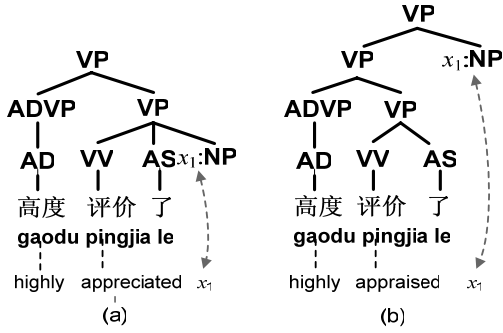 VP
VP
ADVP
VP
AD
VV
AS
x₁:NP
高度
评价
了
gaodu pingjia le
highly
appreciated
x₁
(a)
VP
VP
x₁:NP
ADVP
VP
AD
VV
AS
高度
评价
了
gaodu pingjia le
highly
appraised
x₁
(b)